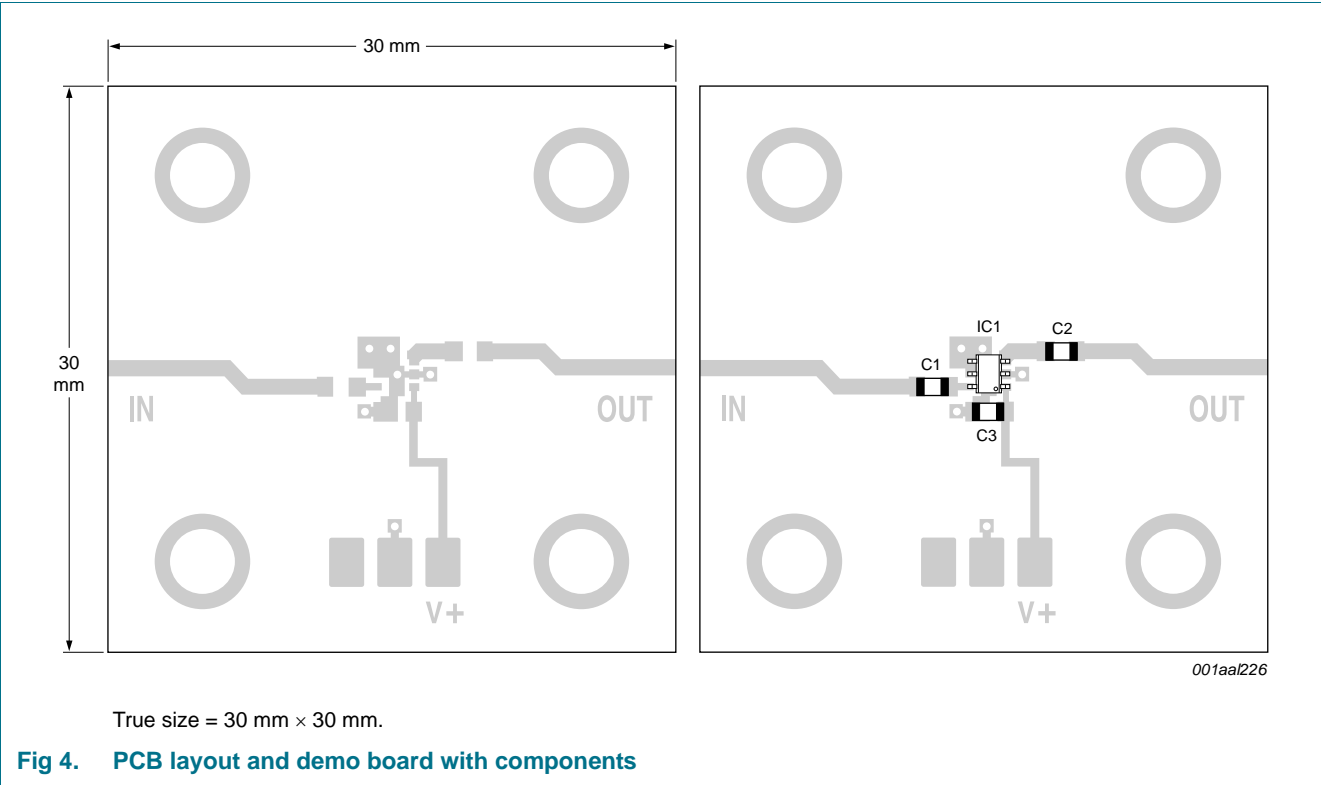 30 mm
30
mm
IN
OUT
V+
IC1
C2
C1
C3
IN
OUT
V+
001aal226
True size = 30 mm × 30 mm.
Fig 4. PCB layout and demo board with components